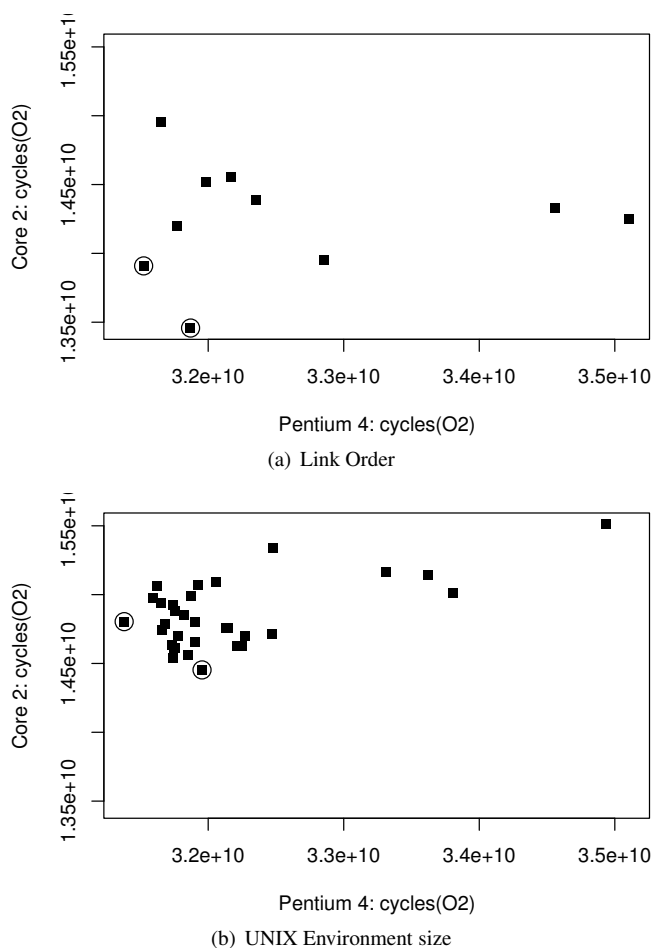 1.55e+10
1.45e+10
1.35e+10
Core 2: cycles(O2)
3.2e+10 3.3e+10 3.4e+10 3.5e+10
Pentium 4: cycles(O2)
(a) Link Order
1.55e+10
1.45e+10
1.35e+10
Core 2: cycles(O2)
3.2e+10 3.3e+10 3.4e+10 3.5e+10
Pentium 4: cycles(O2)
(b) UNIX Environment size